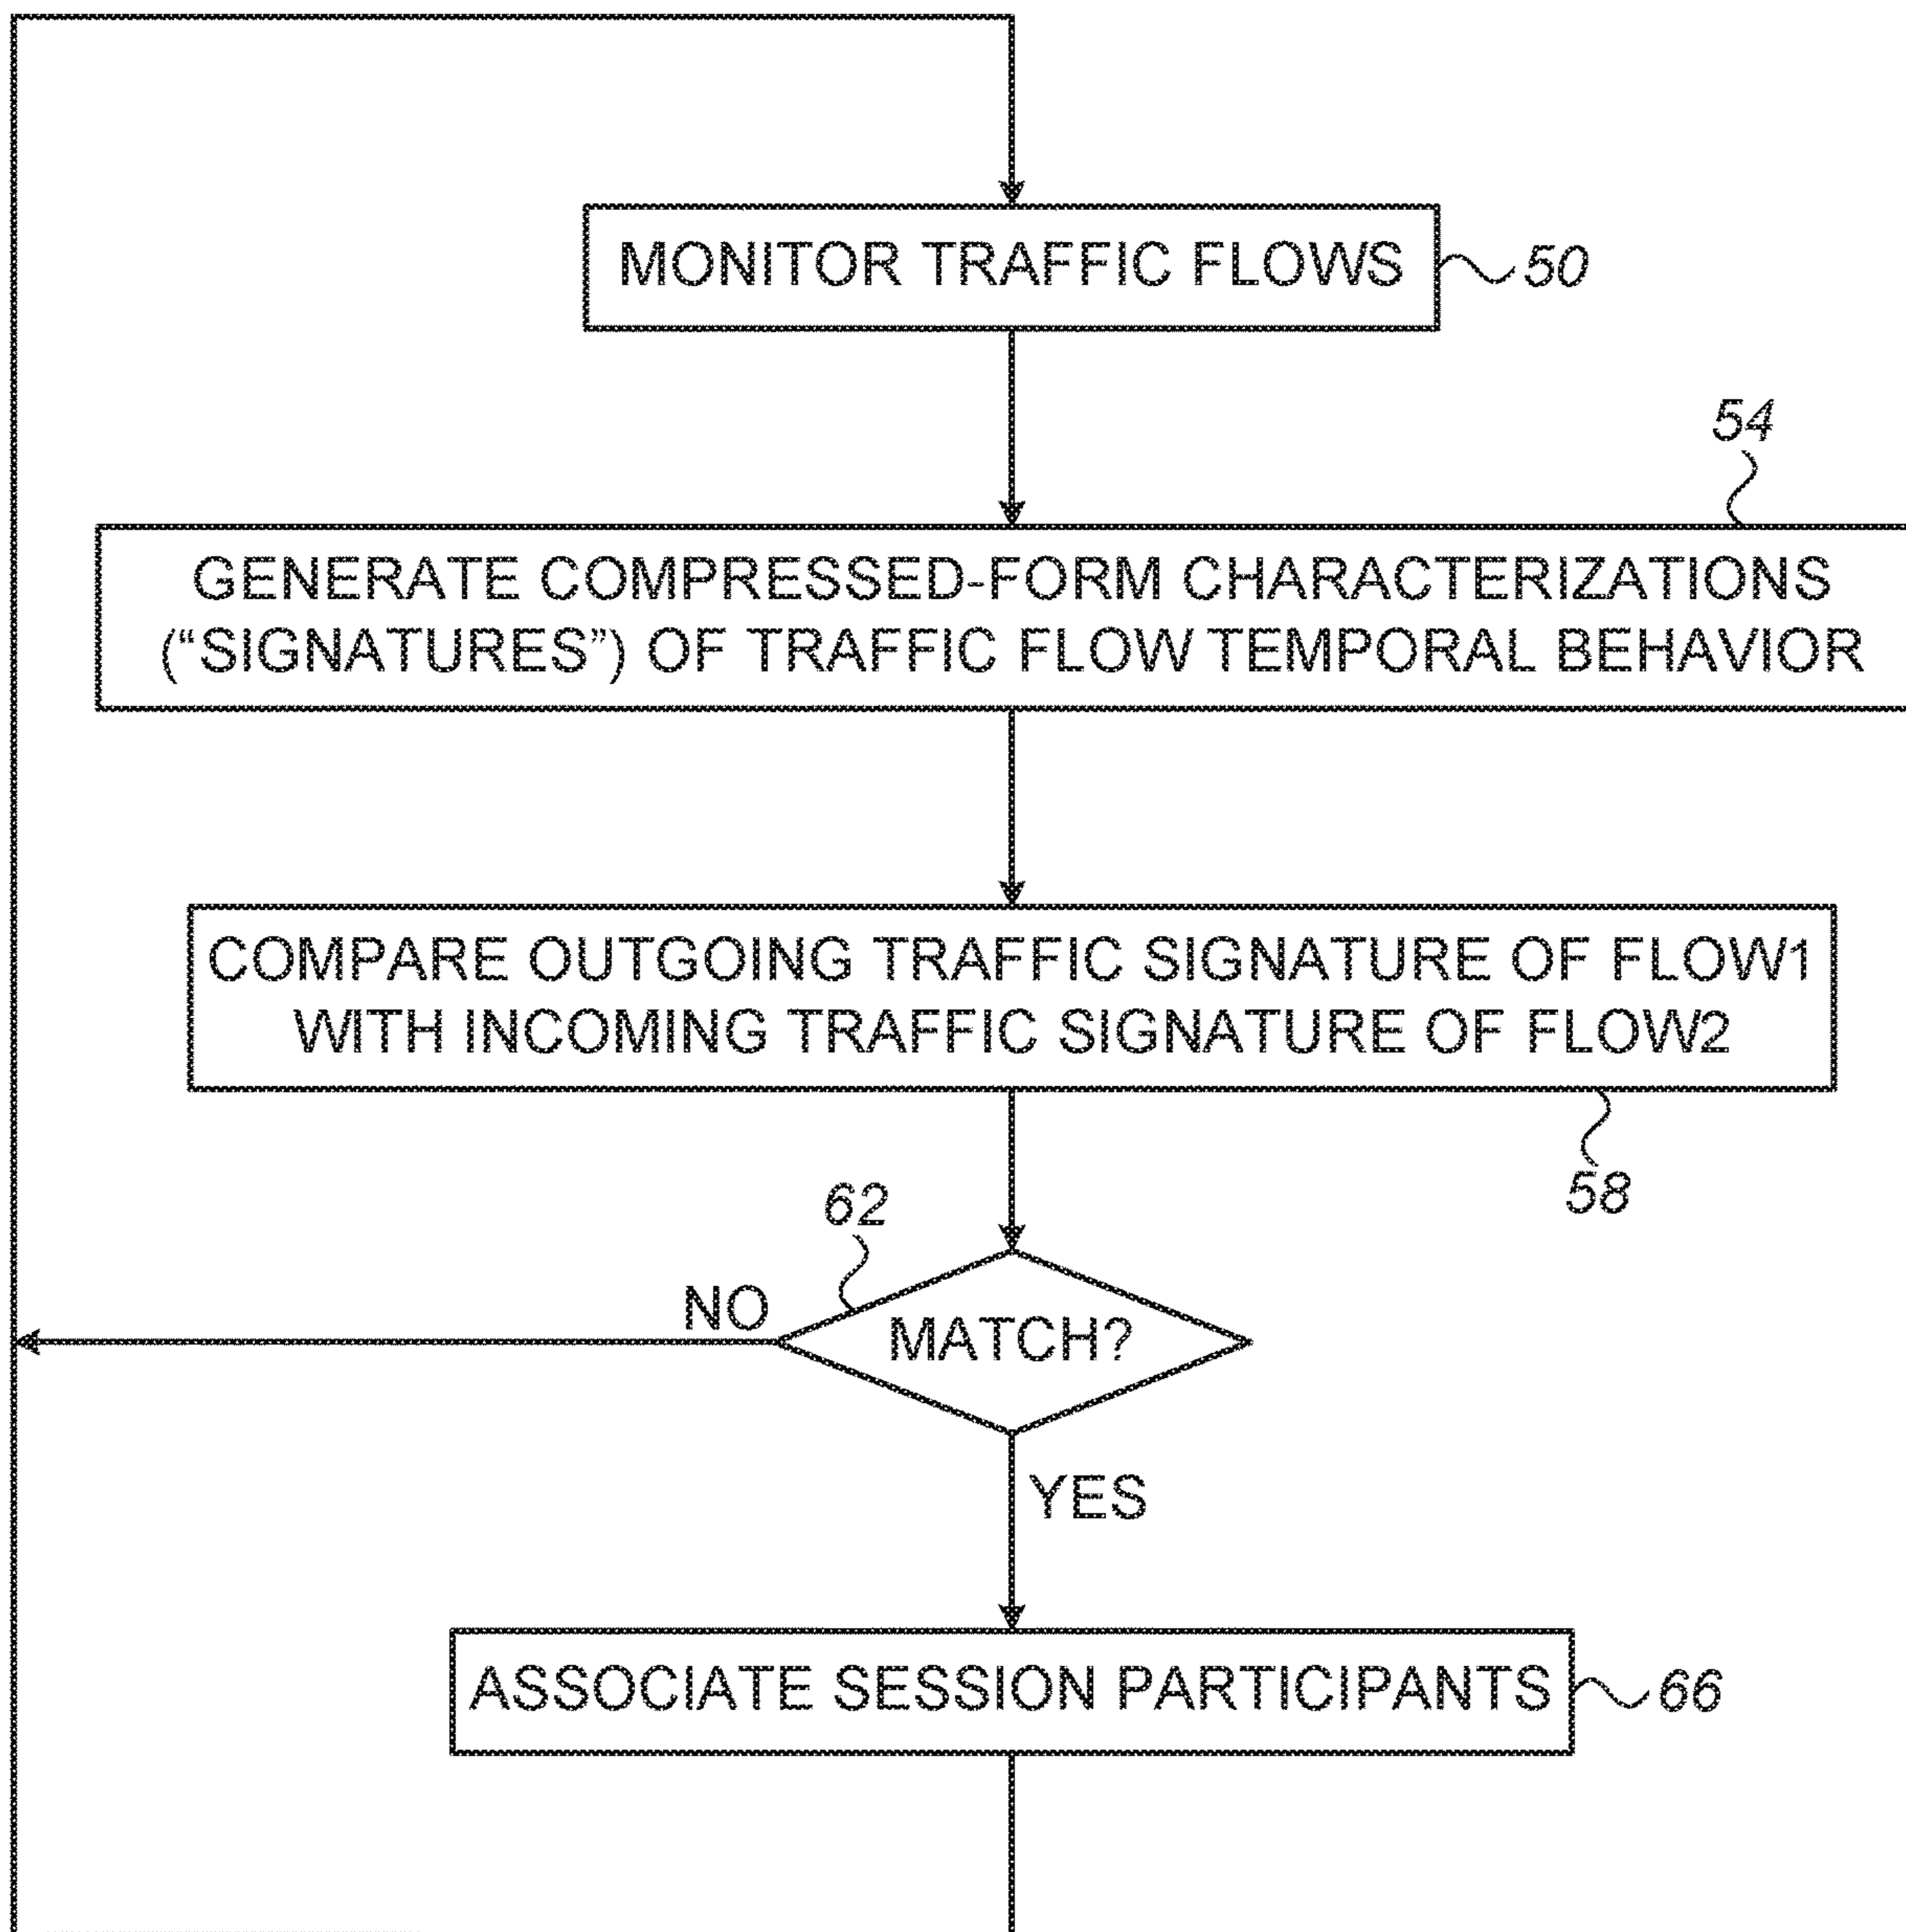 MONITOR TRAFFIC FLOWS
50
54
GENERATE COMPRESSED-FORM CHARACTERIZATIONS
(“SIGNATURES”) OF TRAFFIC FLOW TEMPORAL BEHAVIOR
COMPARE OUTGOING TRAFFIC SIGNATURE OF FLOW1
WITH INCOMING TRAFFIC SIGNATURE OF FLOW2
58
62
NO
MATCH?
YES
ASSOCIATE SESSION PARTICIPANTS
66